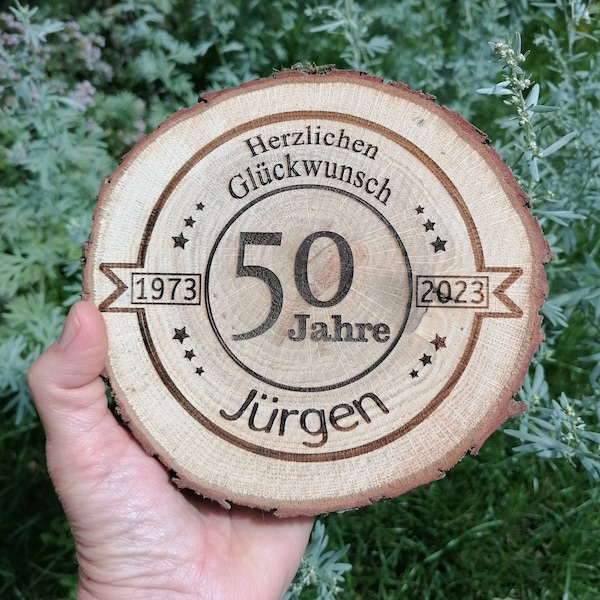 Herzlichen
Glückwunsch
50
Jahre
1973
2023
Jürgen